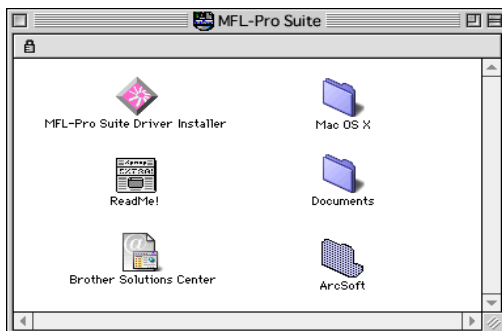 MFL-Pro Suite
MFL-Pro Suite Driver Installer
Mac OS X
ReadMe!
Documents
Brother Solutions Center
ArcSoft